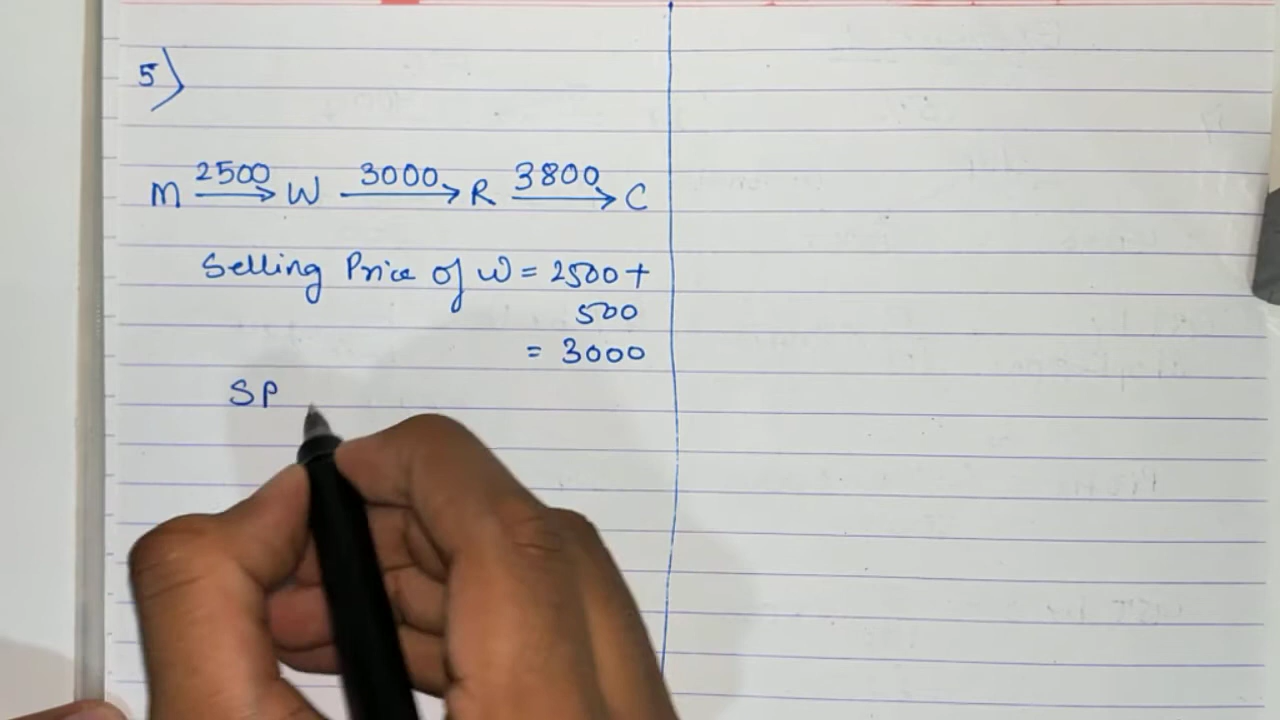 5)
M 2500→ W 3000→ R 3800→ C
Selling Price of W = 2500 +
500
= 3000
SP